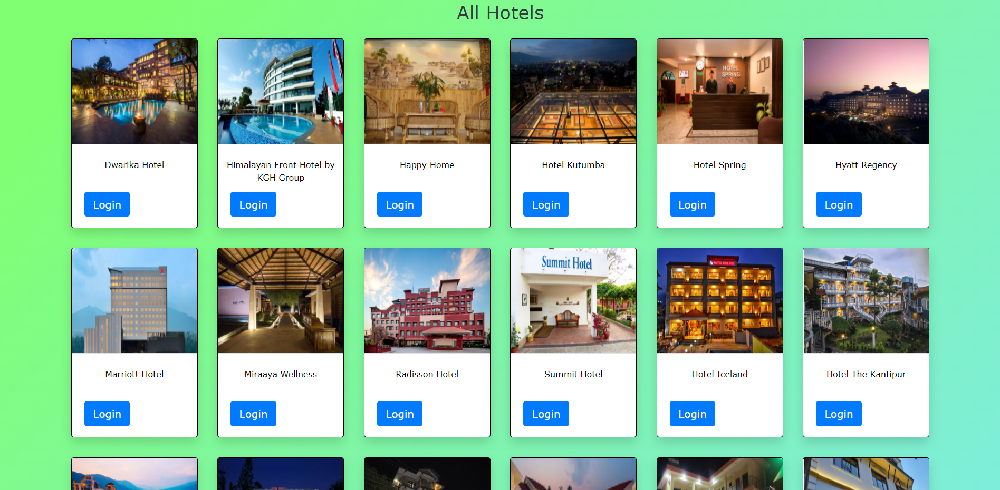 All Hotels
HOTEL
SPRING
Dwarika Hotel
Himalayan Front Hotel by
KGH Group
Happy Home
Hotel Kutumba
Hotel Spring
Hyatt Regency
Login
Login
Login
Login
Login
Login
Summit Hotel
HOTEL ICELAND
Marriott Hotel
Miraaya Wellness
Radisson Hotel
Summit Hotel
Hotel Iceland
Hotel The Kantipur
Login
Login
Login
Login
Login
Login